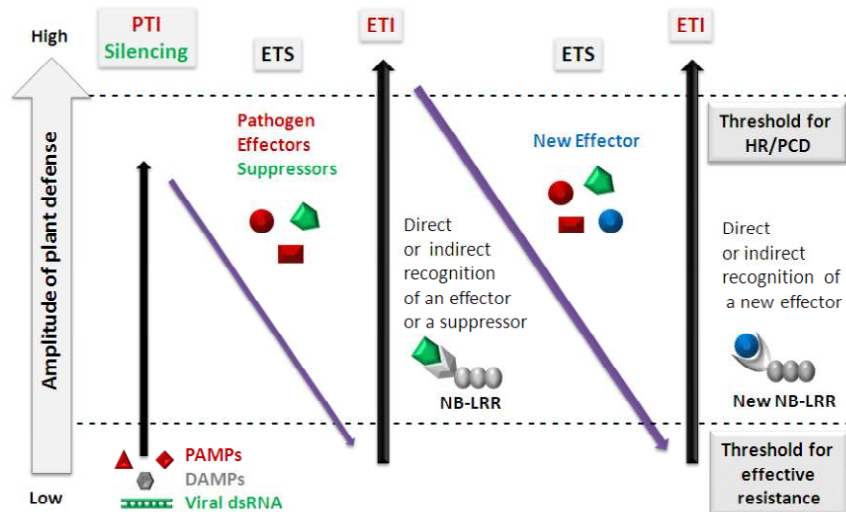 High
PTI
Silencing
ETS
ETI
ETS
ETI
Amplitude of plant defense
Pathogen
Effectors
Suppressors
New Effector
Threshold for
HR/PCD
Direct
or indirect
recognition
of an effector
or a suppressor
NB-LRR
Direct
or indirect
recognition of
a new effector
New NB-LRR
PAMPs
DAMPs
Viral dsRNA
Low
Threshold for
effective
resistance